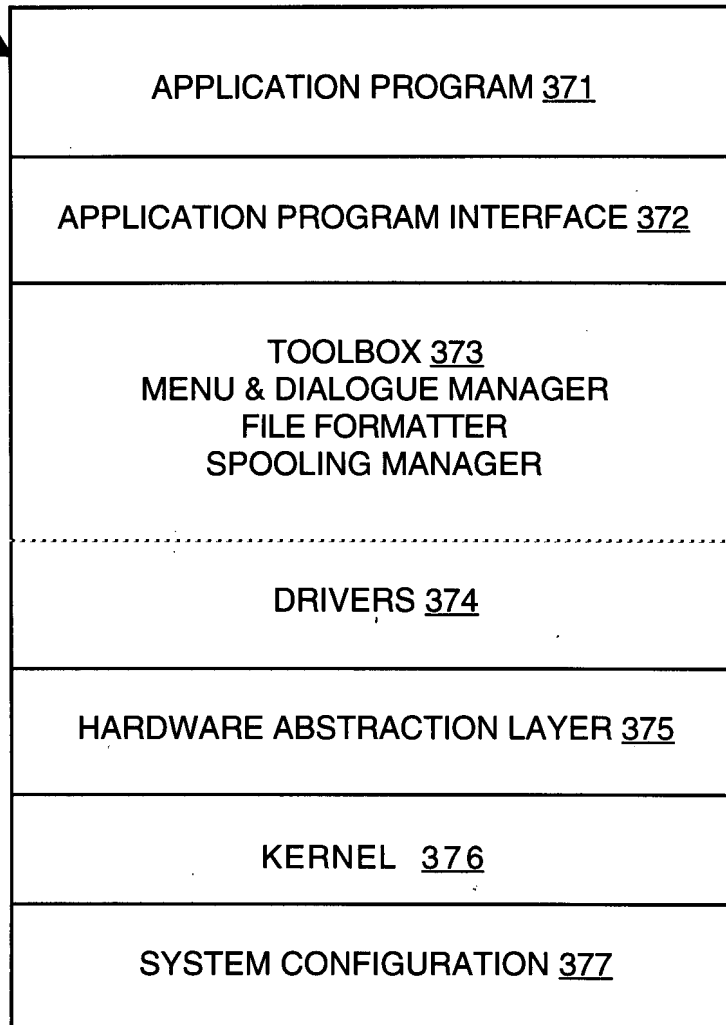 APPLICATION PROGRAM 371
APPLICATION PROGRAM INTERFACE 372
TOOLBOX 373
MENU & DIALOGUE MANAGER
FILE FORMATTER
SPOOLING MANAGER
DRIVERS 374
HARDWARE ABSTRACTION LAYER 375
KERNEL 376
SYSTEM CONFIGURATION 377